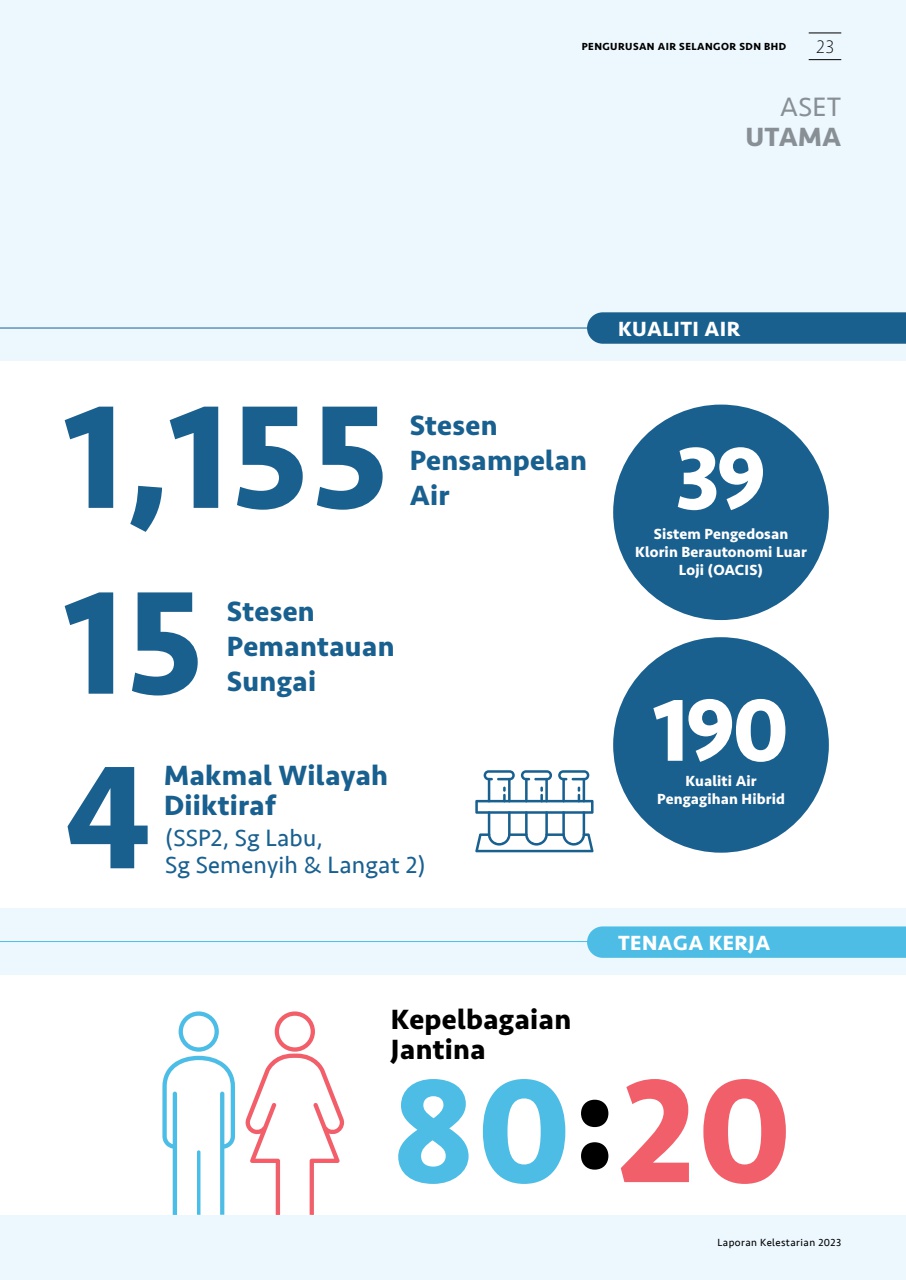 PENGURUSAN AIR SELANGOR SDN BHD 23
ASET
UTAMA
KUALITI AIR
1,155
Stesen
Pensampelan
Air
39
Sistem Pengedosan
Klorin Berautonomi Luar
Loji (OACIS)
15
Stesen
Pemantauan
Sungai
190
Kualiti Air
Pengagihan Hibrid
4
Makmal Wilayah
Diiktiraf
(SSP2, Sg Labu,
Sg Semenyih & Langat 2)
TENAGA KERJA
Kepelbagaian
Jantina
80:20
Laporan Kelestarian 2023